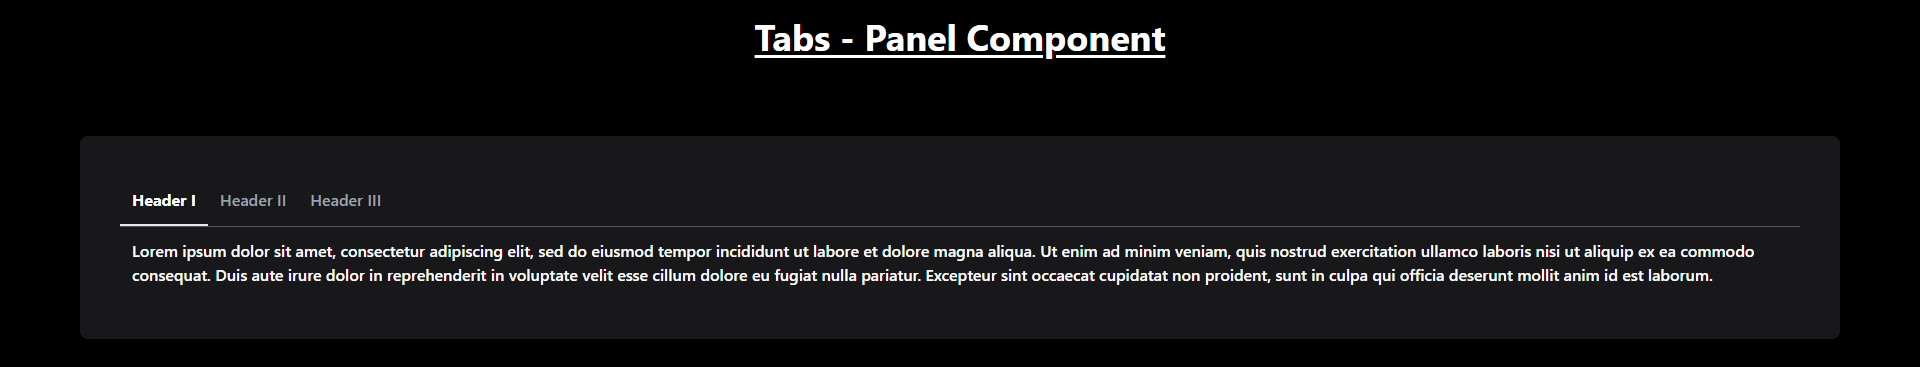 Tabs - Panel Component
Header I Header II Header III
Lorem ipsum dolor sit amet, consectetur adipiscing elit, sed do eiusmod tempor incididunt ut labore et dolore magna aliqua. Ut enim ad minim veniam, quis nostrud exercitation ullamco laboris nisi ut aliquip ex ea commodo
consequat. Duis aute irure dolor in reprehenderit in voluptate velit esse cillum dolore eu fugiat nulla pariatur. Excepteur sint occaecat cupidatat non proident, sunt in culpa qui officia deserunt mollit anim id est laborum.